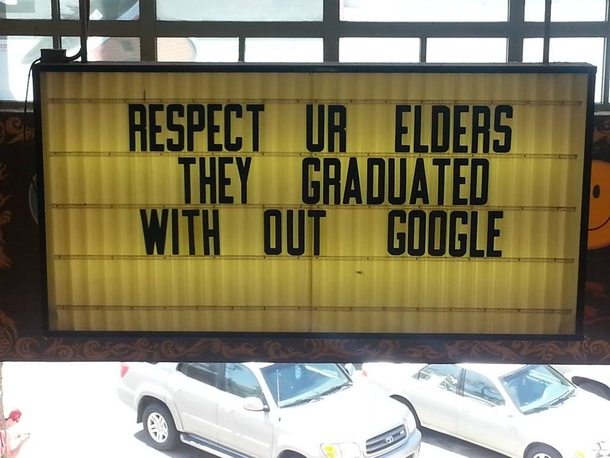 RESPECT UR ELDERS
THEY GRADUATED
WITH OUT GOOGLE